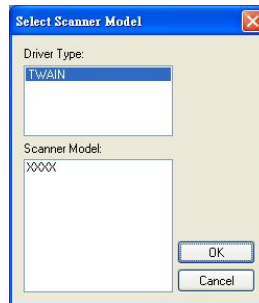 Select Scanner Model
Driver Type:
TWAIN
Scanner Model:
XXXX
OK
Cancel